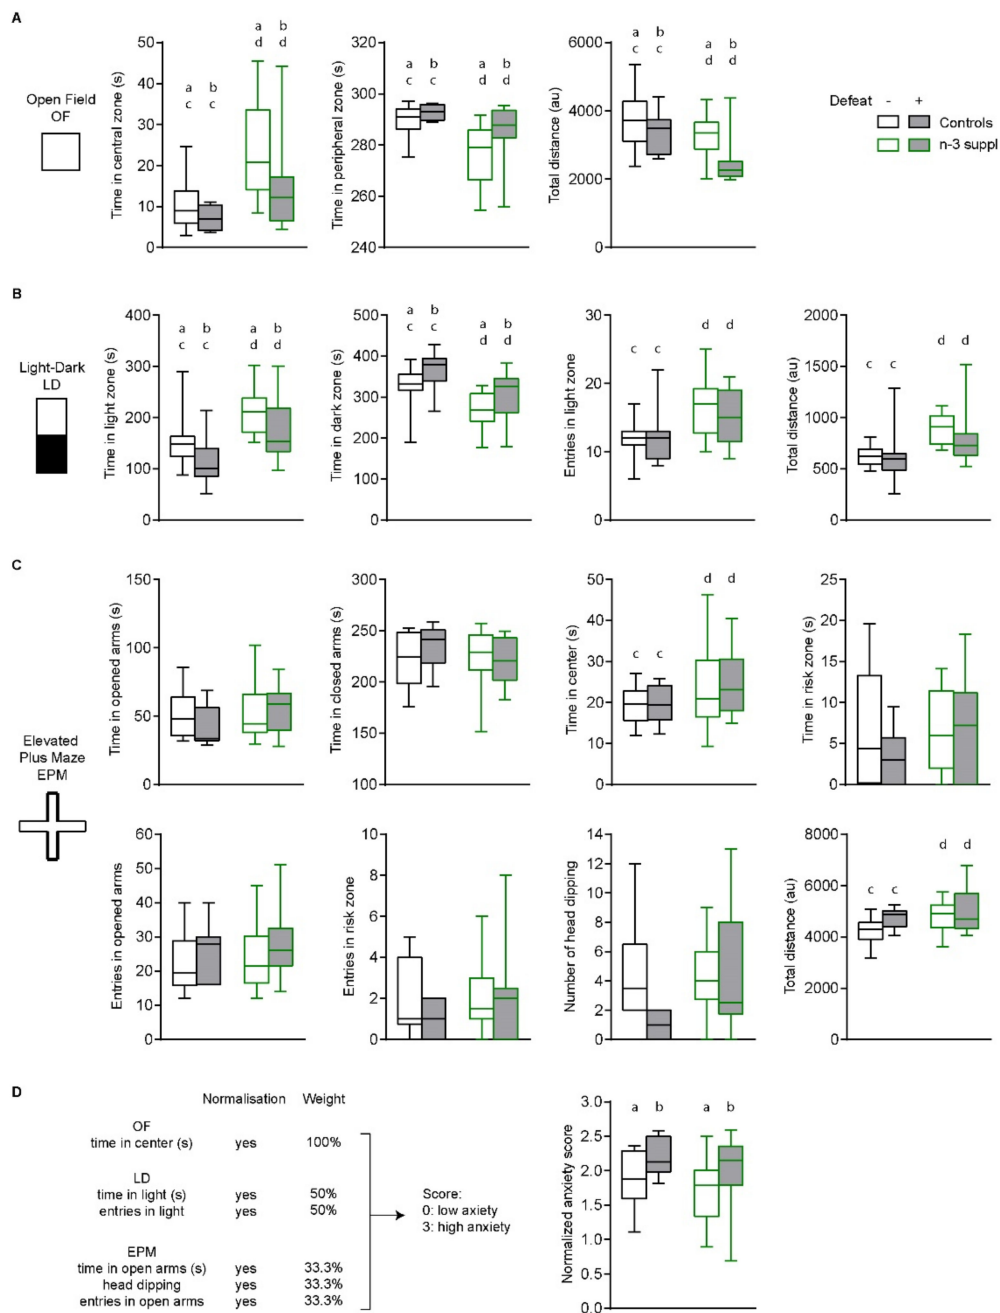 A
Open Field
OF
Time in central zone (s)
50
40
30
20
10
0
a
c
b
c
a
d
b
d
Time in peripheral zone (s)
320
300
280
260
240
a
c
b
c
a
d
b
d
Total distance (au)
6000
4000
2000
0
a
c
b
c
a
d
b
d
Defeat - +
Controls
n-3 suppl
B
Light-Dark
LD
Time in light zone (s)
400
300
200
100
0
a
c
b
c
a
d
b
d
Time in dark zone (s)
500
400
300
200
100
0
a
c
b
c
a
d
b
d
Entries in light zone
30
20
10
0
c c d d
Total distance (au)
2000
1500
1000
500
0
c c d d
C
Elevated
Plus Maze
EPM
Time in opened arms (s)
150
100
50
0
Time in closed arms (s)
300
250
200
150
100
Time in center (s)
50
40
30
20
10
0
c c d d
Time in risk zone (s)
25
20
15
10
5
0
Entries in opened arms
60
50
40
30
20
10
0
Entries in risk zone
10
8
6
4
2
0
Number of head dipping
14
12
10
8
6
4
2
0
Total distance (au)
8000
6000
4000
2000
0
c c d d
D
Normalisation Weight
OF
time in center (s) yes 100%
LD
time in light (s) yes 50%
entries in light yes 50%
EPM
time in open arms (s) yes 33.3%
head dipping yes 33.3%
entries in open arms yes 33.3%
Score:
0: low axiety
3: high anxiety
Normalized anxiety score
3.0
2.5
2.0
1.5
1.0
0.5
0.0
a b a b